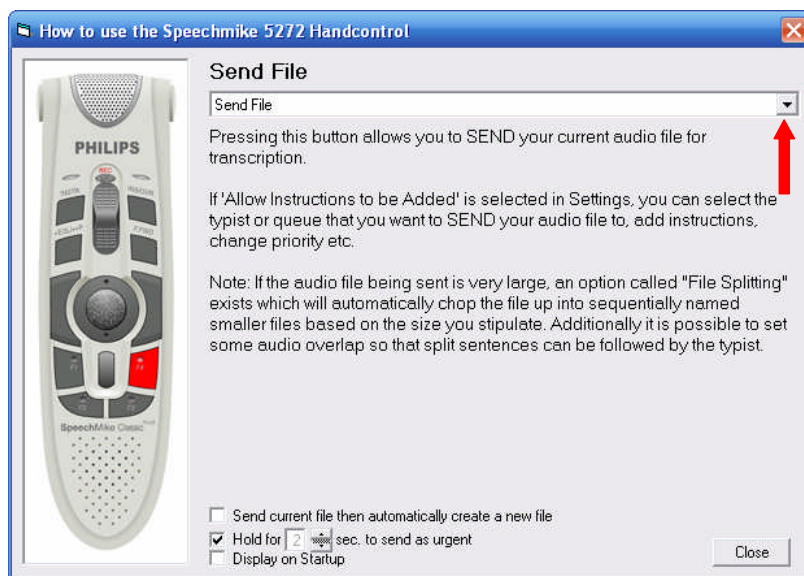 How to use the Speechmike 5272 Handcontrol
Send File
Send File
Pressing this button allows you to SEND your current audio file for
transcription.
If 'Allow Instructions to be Added' is selected in Settings, you can select the
typist or queue that you want to SEND your audio file to, add instructions,
change priority etc.
Note: If the audio file being sent is very large, an option called "File Splitting"
exists which will automatically chop the file up into sequentially named
smaller files based on the size you stipulate. Additionally it is possible to set
some audio overlap so that split sentences can be followed by the typist.
PHILIPS
REC
INSTR
F.FWD
SpeechMike Classic
Send current file then automatically create a new file
Hold for 2 sec. to send as urgent
Display on Startup
Close